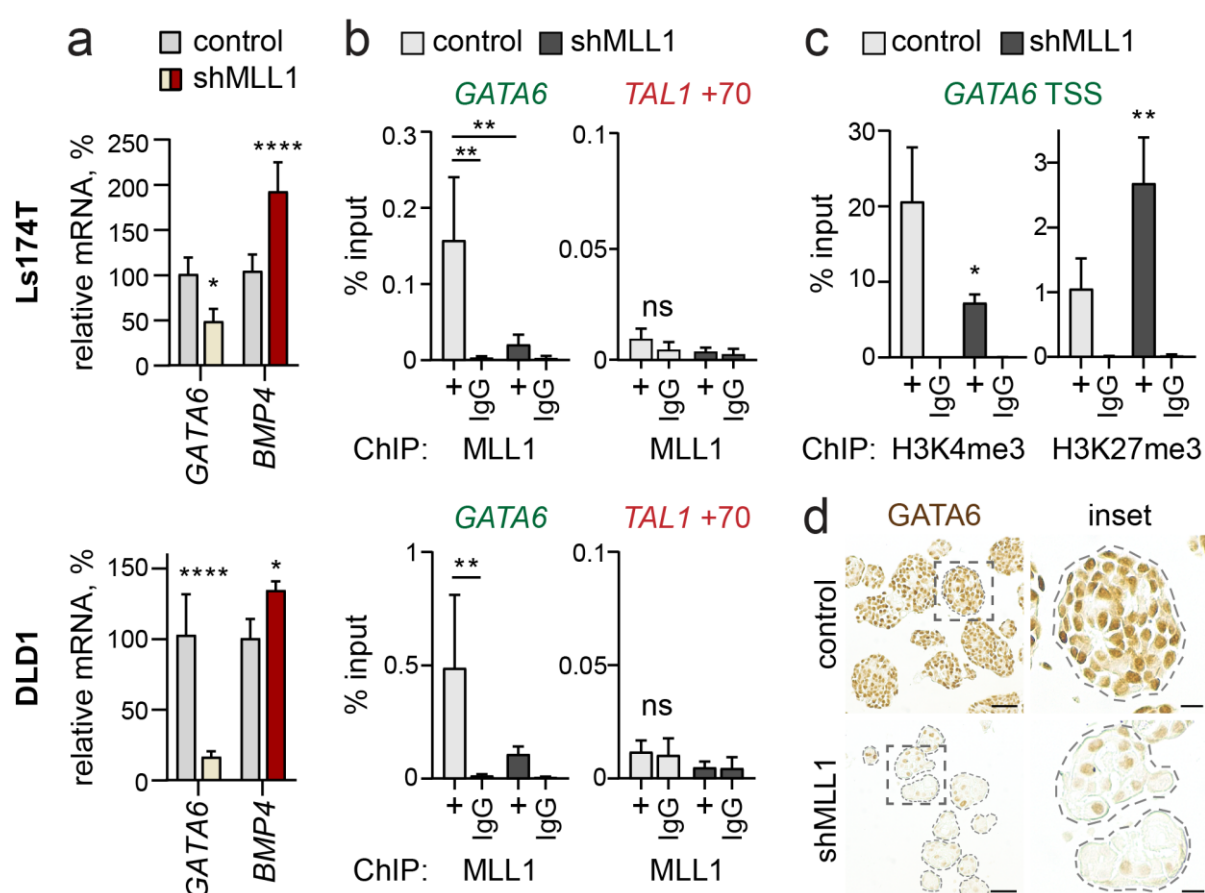 a
control
shMLL1
Ls174T
relative mRNA, %
250
200
150
100
50
0
*
****
GATA6
BMP4
DLD1
relative mRNA, %
150
100
50
0
****
*
GATA6
BMP4
b
control shMLL1
GATA6
% input
0.3
0.2
0.1
0
**
**
+ IgG + IgG
ChIP: MLL1
TAL1 +70
0.1
0.05
0
ns
+ IgG + IgG
MLL1
GATA6
% input
1
0.5
0
**
+ IgG + IgG
ChIP: MLL1
TAL1 +70
0.1
0.05
0
ns
+ IgG + IgG
MLL1
c
control shMLL1
GATA6 TSS
% input
30
20
10
0
*
+ IgG + IgG
ChIP: H3K4me3
3
2
1
0
**
+ IgG + IgG
H3K27me3
d
GATA6 inset
control
shMLL1